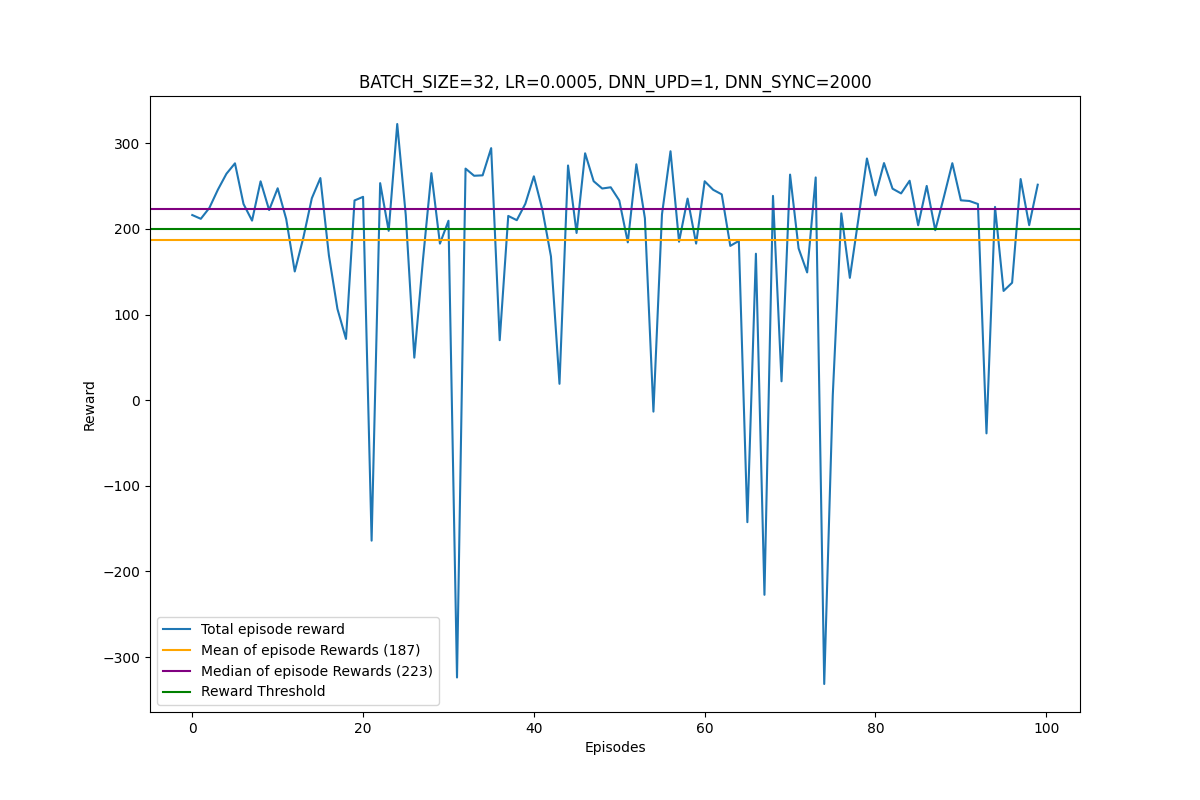 BATCH_SIZE=32, LR=0.0005, DNN_UPD=1, DNN_SYNC=2000
Reward
300
200
100
0
−100
−200
−300
Total episode reward
Mean of episode Rewards (187)
Median of episode Rewards (223)
Reward Threshold
0 20 40 60 80 100
Episodes